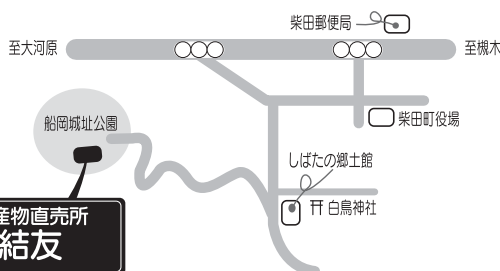 柴田郵便局
至大河原
至槻木
船岡城址公園
柴田町役場
しばたの郷土館
白鳥神社
産物直売所
結友